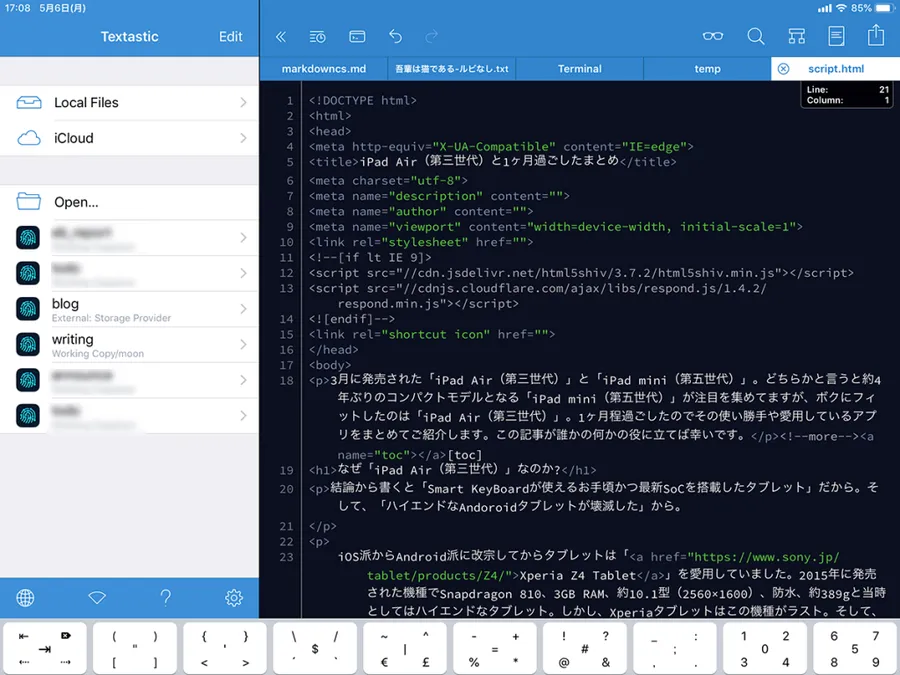 17:08 5月6日(月)
85%
Textastic
Edit
markdowncs.md
吾輩は猫である-ルビなし.txt
Terminal
temp
script.html
Line: 21
Column: 1
Local Files
iCloud
Open...
blog
External: Storage Provider
writing
Working Copy/moon
1 <!DOCTYPE html>
2 <html>
3 <head>
4 <meta http-equiv="X-UA-Compatible" content="IE=edge">
5 <title>iPad Air（第三世代）と1ヶ月過ごしたまとめ</title>
6 <meta charset="utf-8">
7 <meta name="description" content="">
8 <meta name="author" content="">
9 <meta name="viewport" content="width=device-width, initial-scale=1">
10 <link rel="stylesheet" href="">
11 <!--[if lt IE 9]>
12 <script src="//cdn.jsdelivr.net/html5shiv/3.7.2/html5shiv.min.js"></script>
13 <script src="//cdnjs.cloudflare.com/ajax/libs/respond.js/1.4.2/
respond.min.js"></script>
14 <![endif]-->
15 <link rel="shortcut icon" href="">
16 </head>
17 <body>
18 <p>3月に発売された「iPad Air（第三世代）」と「iPad mini（第五世代）」。どちらかと言うと約4
年ぶりのコンパクトモデルとなる「iPad mini（第五世代）」が注目を集めてますが、ボクにフィ
ットしたのは「iPad Air（第三世代）」。1ヶ月程過ごしたのでその使い勝手や愛用しているアプ
リをまとめてご紹介します。この記事が誰かの何かの役に立てば幸いです。</p><!--more--><a
name="toc"></a>[toc]
19 <h1>なぜ「iPad Air（第三世代）」なのか?</h1>
20 <p>結論から書くと「Smart KeyBoardが使えるお手頃かつ最新SoCを搭載したタブレット」だから。そ
して、「ハイエンドなAndoroidタブレットが壊滅した」から。
21 </p>
22 <p>
23 iOS派からAndroid派に改宗してからタブレットは「<a href="https://www.sony.jp/
tablet/products/Z4/">Xperia Z4 Tablet</a>」を愛用していました。2015年に発売
された機種でSnapdragon 810、3GB RAM、約10.1型（2560×1600）、防水、約389gと当時
としてはハイエンドなタブレット。しかし、Xperiaタブレットはこの機種がラスト。そして、
( ) { } \ / ~ ^ - + ! ? _ : 1 2 6 7
" ' $ | = # ; 0 5
[ ] < > ´ ` € £ % * @ & , . 3 4 8 9